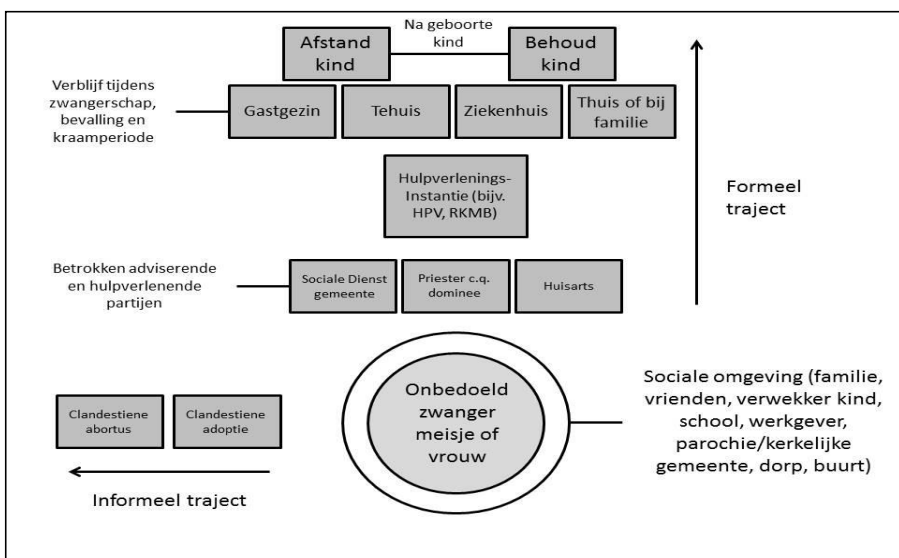 Na geboorte
kind
Afstand
kind
Behoud
kind
Verblijf tijdens
zwangerschap,
bevalling en
kraamperiode
Gastgezin
Tehuis
Ziekenhuis
Thuis of bij
familie
Hulpverlenings-
Instantie (bijv.
HPV, RKMB)
Formeel
traject
Betrokken adviserende
en hulpverlenende
partijen
Sociale Dienst
gemeente
Priester c.q.
dominee
Huisarts
Onbedoeld
zwanger
meisje of
vrouw
Sociale omgeving (familie,
vrienden, verwekker kind,
school, werkgever,
parochie/kerkelijke
gemeente, dorp, buurt)
Clandestiene
abortus
Clandestiene
adoptie
Informeel traject